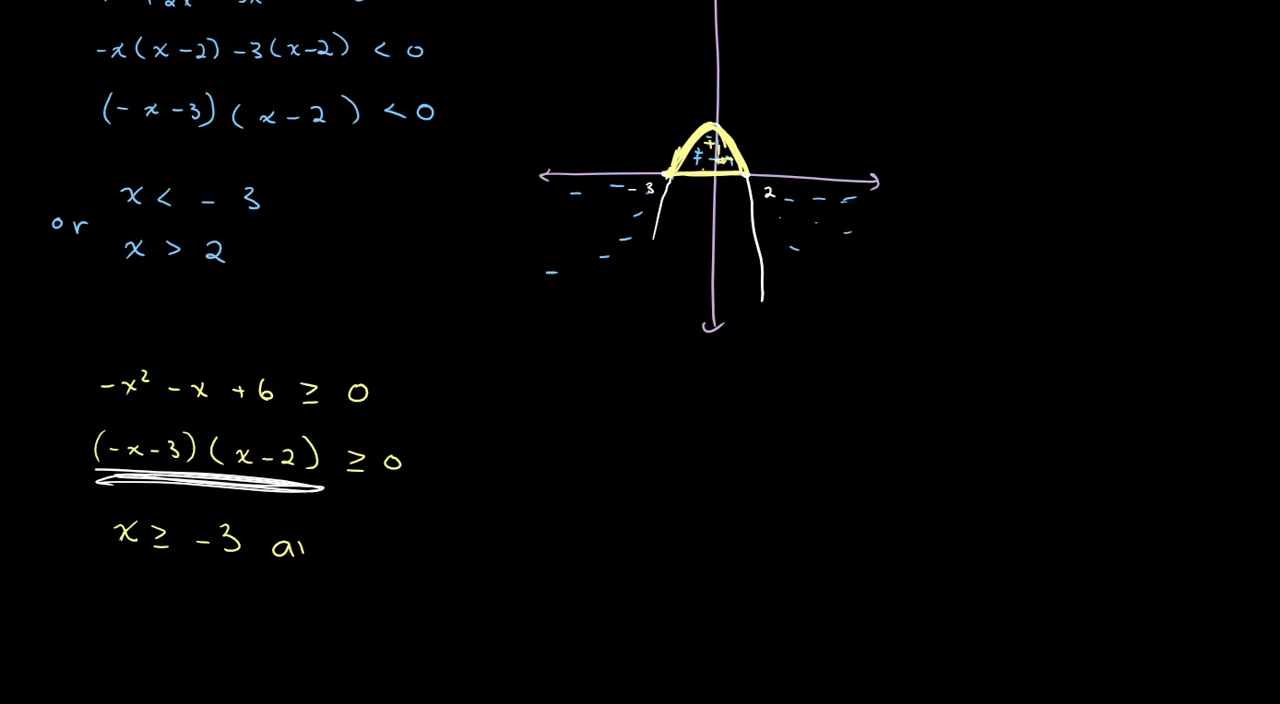 -x(x-2) -3(x-2) < 0
(-x-3)(x-2) < 0
x < -3
or
x > 2
-3
2
-x² - x + 6 ≥ 0
(-x-3)(x-2) ≥ 0
x ≥ -3